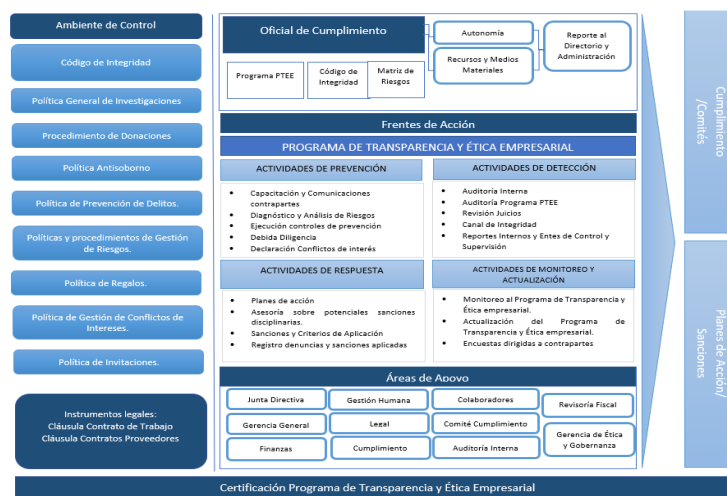 Ambiente de Control
Código de Integridad
Política General de Investigaciones
Procedimiento de Donaciones
Política Antisoborno
Política de Prevención de Delitos.
Políticas y procedimientos de Gestión
de Riesgos.
Política de Regalos.
Política de Gestión de Conflictos de
Intereses.
Política de Invitaciones.
Instrumentos legales:
Cláusula Contrato de Trabajo
Cláusula Contratos Proveedores
Oficial de Cumplimiento
Programa PTEE
Código de
Integridad
Matriz de
Riesgos
Autonomía
Recursos y Medios
Materiales
Reporte al
Directorio y
Administración
Frentes de Acción
PROGRAMA DE TRANSPARENCIA Y ÉTICA EMPRESARIAL
ACTIVIDADES DE PREVENCIÓN
• Capacitación y Comunicaciones
contrapartes
• Diagnóstico y Análisis de Riesgos
• Ejecución controles de prevención
• Debida Diligencia
• Declaración Conflictos de interés
ACTIVIDADES DE DETECCIÓN
• Auditoría Interna
• Auditoría Programa PTEE
• Revisión Juicios
• Canal de Integridad
• Reportes Internos y Entes de Control y
Supervisión
ACTIVIDADES DE RESPUESTA
• Planes de acción
• Asesoría sobre potenciales sanciones
disciplinarias.
• Sanciones y Criterios de Aplicación
• Registro denuncias y sanciones aplicadas
ACTIVIDADES DE MONITOREO Y
ACTUALIZACIÓN
• Monitoreo al Programa de Transparencia y
Ética empresarial.
• Actualización del Programa de
Transparencia y Ética empresarial.
• Encuestas dirigidas a contrapartes
Áreas de Apoyo
Junta Directiva
Gestión Humana
Colaboradores
Revisoría Fiscal
Gerencia General
Legal
Comité Cumplimiento
Finanzas
Cumplimiento
Auditoría Interna
Gerencia de Ética
y Gobernanza
Cumplimiento
/Comités
Planes de Acción/
Sanciones
Certificación Programa de Transparencia y Ética Empresarial